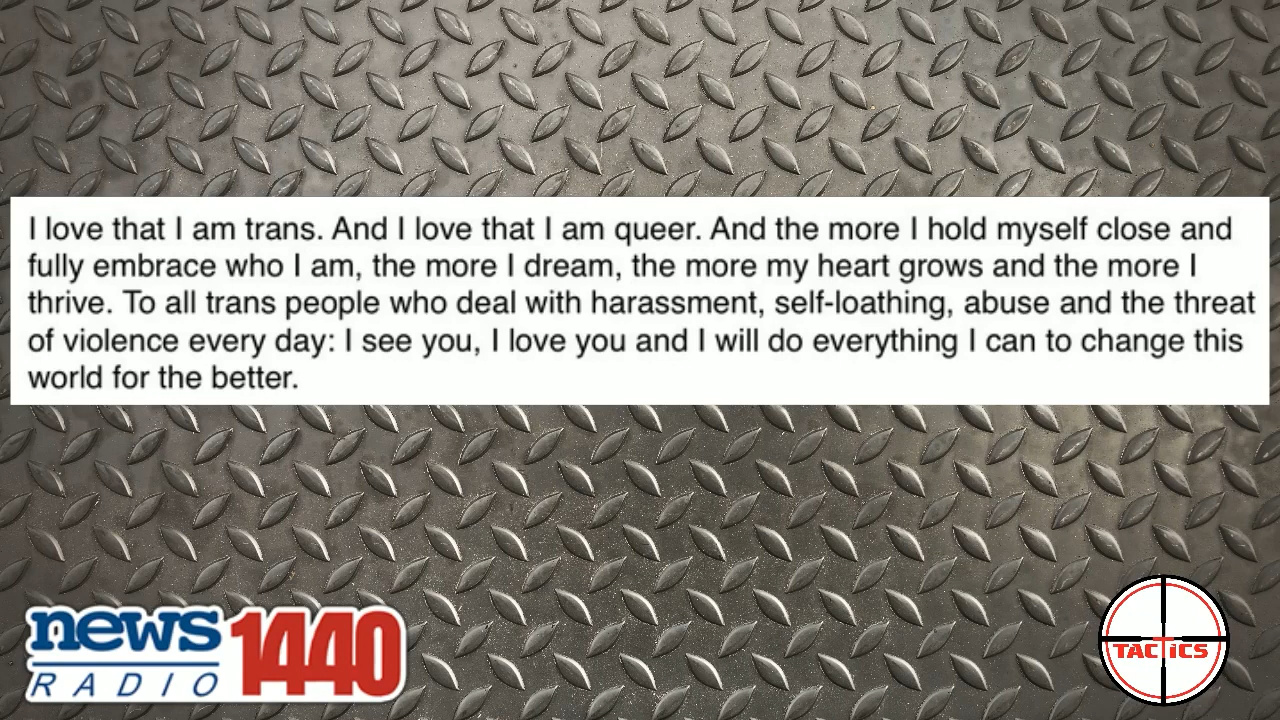 I love that I am trans. And I love that I am queer. And the more I hold myself close and
fully embrace who I am, the more I dream, the more my heart grows and the more I
thrive. To all trans people who deal with harassment, self-loathing, abuse and the threat
of violence every day: I see you, I love you and I will do everything I can to change this
world for the better.
news
RADIO
1440
TACTICS